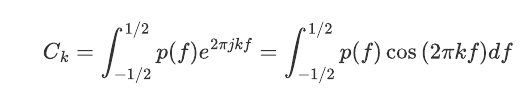 C_k = \int_{-1/2}^{1/2} p(f)e^{2\pi jkf} = \int_{-1/2}^{1/2} p(f) \cos (2\pi kf)df